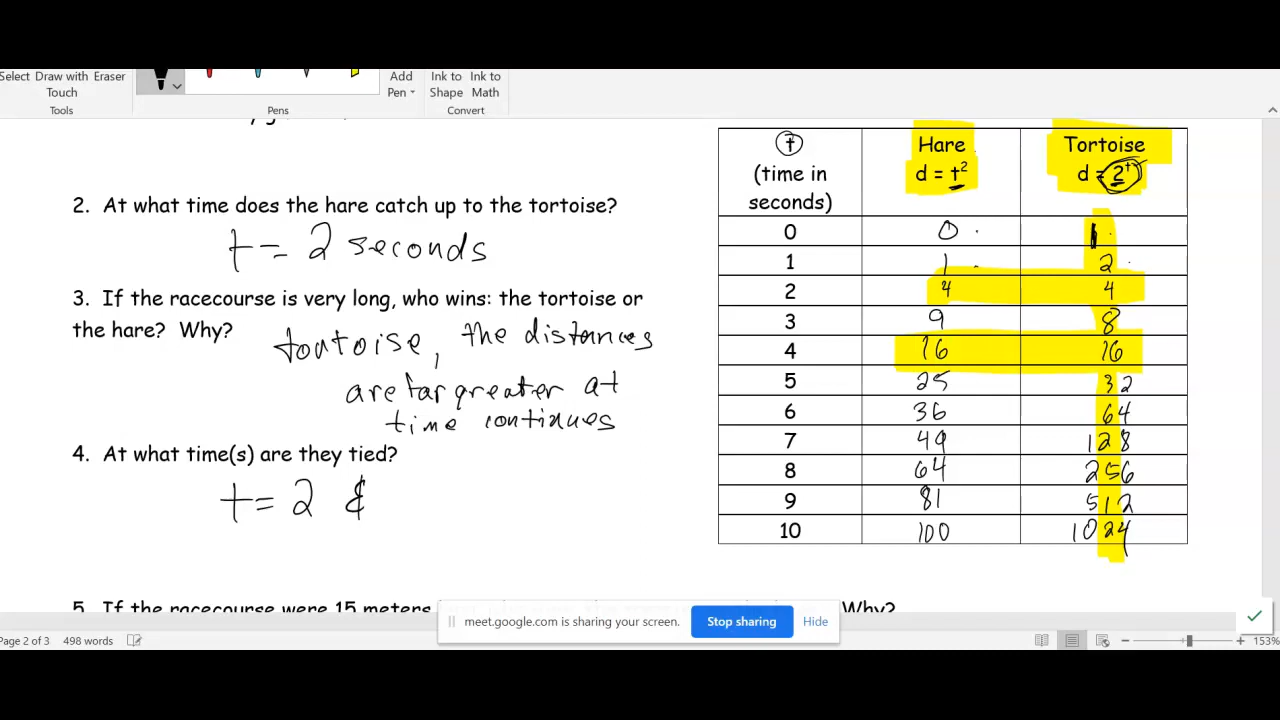 Select Draw with Eraser
Touch
Add
Pen
Ink to Ink to
Shape Math
Tools
Pens
Convert
2. At what time does the hare catch up to the tortoise?
t = 2 seconds
3. If the racecourse is very long, who wins: the tortoise or
the hare? Why?
tortoise, the distances
are far greater at
time continues
4. At what time(s) are they tied?
t = 2 &
5. If the racecourse were 15 meters
Why?
t Hare Tortoise
(time in d = t² d = 2^t
seconds)
0 0 1
1 1 2
2 4 4
3 9 8
4 16 16
5 25 32
6 36 64
7 49 128
8 64 256
9 81 512
10 100 1024
meet.google.com is sharing your screen. Stop sharing Hide
Page 2 of 3 498 words
153%